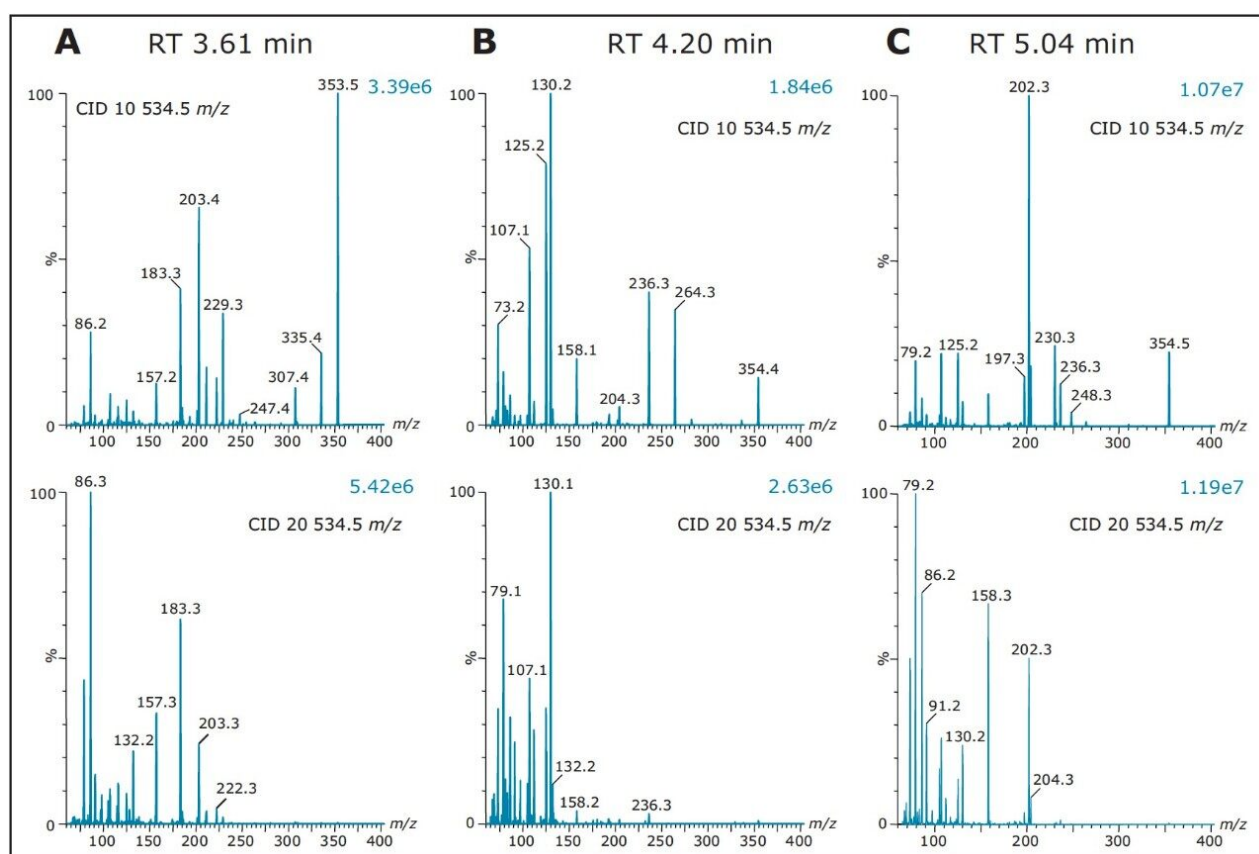 A RT 3.61 min
353.5
100
3.39e6
CID 10 534.5 m/z
203.4
%
183.3
229.3
86.2
335.4
157.2
307.4
247.4
0
m/z
100 150 200 250 300 350 400
B RT 4.20 min
130.2
100
1.84e6
CID 10 534.5 m/z
125.2
107.1
%
236.3
264.3
73.2
158.1
354.4
204.3
0
m/z
100 150 200 250 300 350 400
C RT 5.04 min
202.3
100
1.07e7
CID 10 534.5 m/z
%
79.2
125.2
197.3
230.3
236.3
248.3
354.5
0
m/z
100 200 300 400
86.3
100
5.42e6
CID 20 534.5 m/z
183.3
%
157.3
132.2
203.3
222.3
0
m/z
100 150 200 250 300 350 400
130.1
100
2.63e6
CID 20 534.5 m/z
79.1
%
107.1
132.2
158.2
236.3
0
m/z
100 150 200 250 300 350 400
79.2
100
1.19e7
CID 20 534.5 m/z
86.2
158.3
%
202.3
91.2
130.2
204.3
0
m/z
100 200 300 400